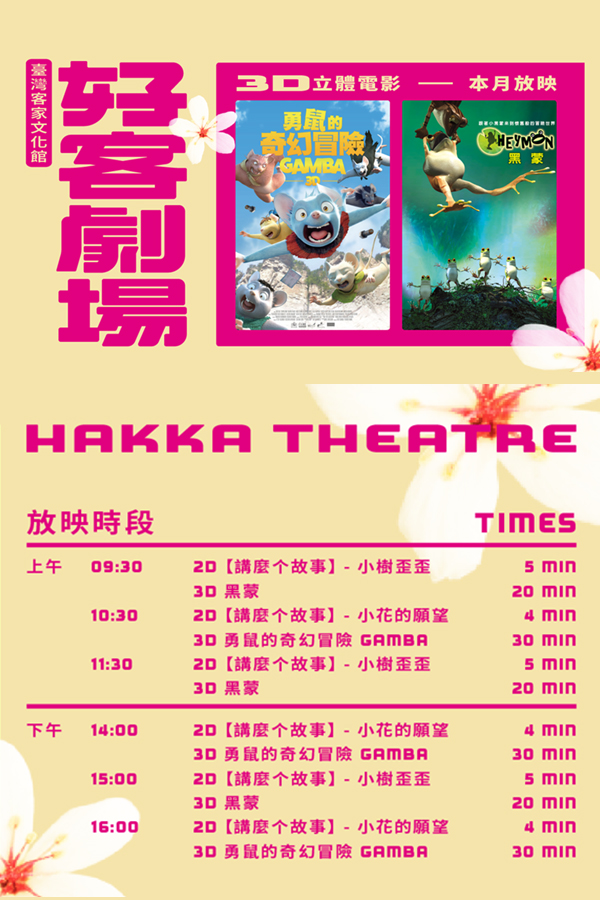 臺灣客家文化館
好客劇場
3D立體電影 — 本月放映
勇鼠的
奇幻冒險
GAMBA
3D
HEYMON
黑蒙
HAKKA THEATRE
放映時段 TIMES
上午 09:30 2D【講麼个故事】- 小樹歪歪 5 MIN
3D 黑蒙 20 MIN
10:30 2D【講麼个故事】- 小花的願望 4 MIN
3D 勇鼠的奇幻冒險 GAMBA 30 MIN
11:30 2D【講麼个故事】- 小樹歪歪 5 MIN
3D 黑蒙 20 MIN
下午 14:00 2D【講麼个故事】- 小花的願望 4 MIN
3D 勇鼠的奇幻冒險 GAMBA 30 MIN
15:00 2D【講麼个故事】- 小樹歪歪 5 MIN
3D 黑蒙 20 MIN
16:00 2D【講麼个故事】- 小花的願望 4 MIN
3D 勇鼠的奇幻冒險 GAMBA 30 MIN